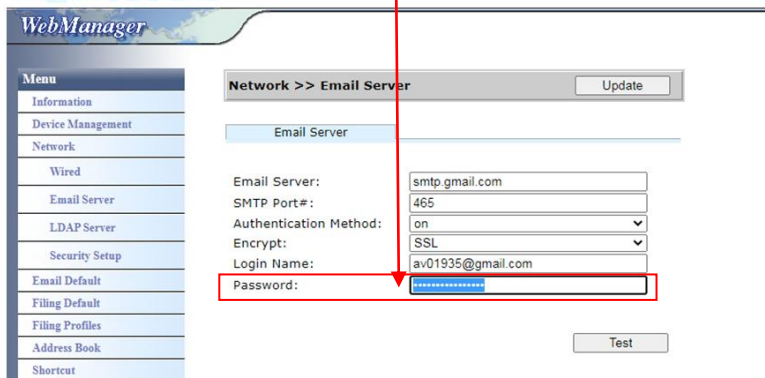 WebManager
Menu
Information
Device Management
Network
Wired
Email Server
LDAP Server
Security Setup
Email Default
Filing Default
Filing Profiles
Address Book
Shortcut
Network >> Email Server
Update
Email Server
Email Server: smtp.gmail.com
SMTP Port#: 465
Authentication Method: on
Encrypt: SSL
Login Name: av01935@gmail.com
Password: ••••••••••••••••
Test